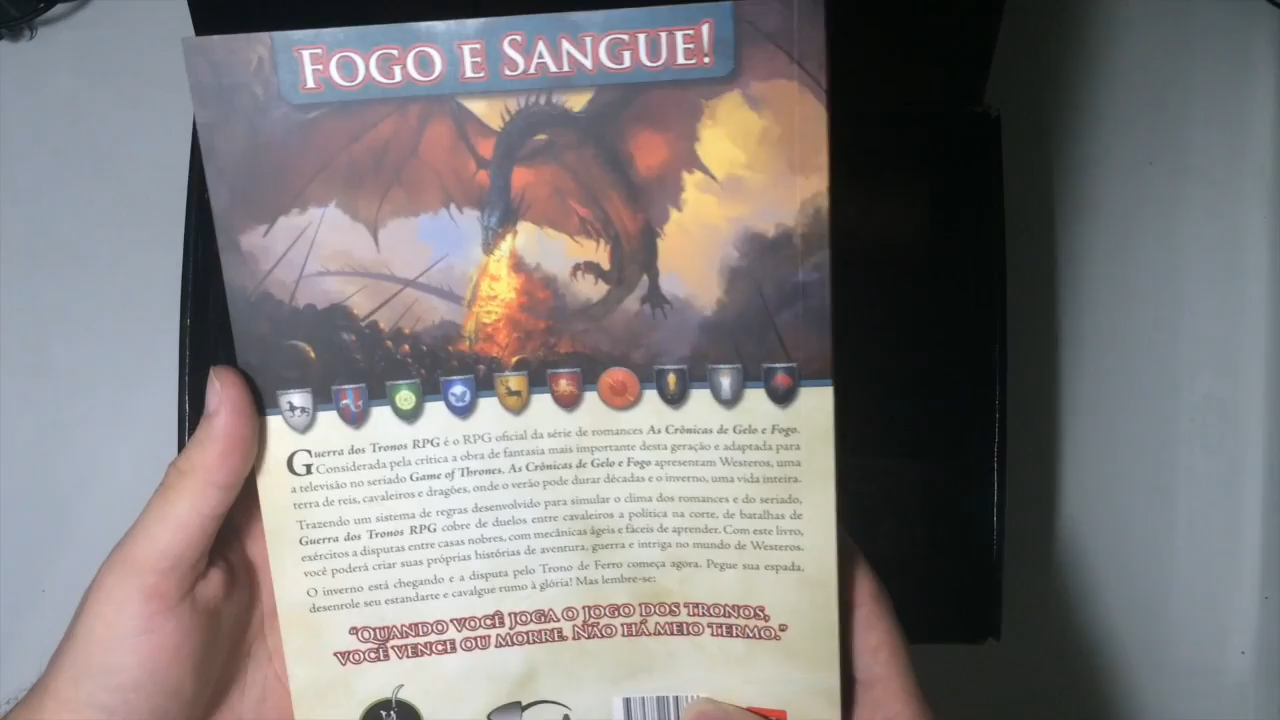 FOGO E SANGUE!
Guerra dos Tronos RPG é o RPG oficial da série de romances As Crônicas de Gelo e Fogo.
Considerada pela crítica a obra de fantasia mais importante desta geração e adaptada para
a televisão no seriado Game of Thrones, As Crônicas de Gelo e Fogo apresentam Westeros, uma
terra de reis, cavaleiros e dragões, onde o verão pode durar décadas e o inverno, uma vida inteira.
Trazendo um sistema de regras desenvolvido para simular o clima dos romances e do seriado,
Guerra dos Tronos RPG cobre de duelos entre cavaleiros a política na corte, de batalhas de
exércitos a disputas entre casas nobres, com mecânicas ágeis e fáceis de aprender. Com este livro,
você poderá criar suas próprias histórias de aventura, guerra e intriga no mundo de Westeros.
O inverno está chegando e a disputa pelo Trono de Ferro começa agora. Pegue sua espada,
desenrole seu estandarte e cavalgue rumo à glória! Mas lembre-se:
"QUANDO VOCÊ JOGA O JOGO DOS TRONOS,
VOCÊ VENCE OU MORRE. NÃO HÁ MEIO TERMO."